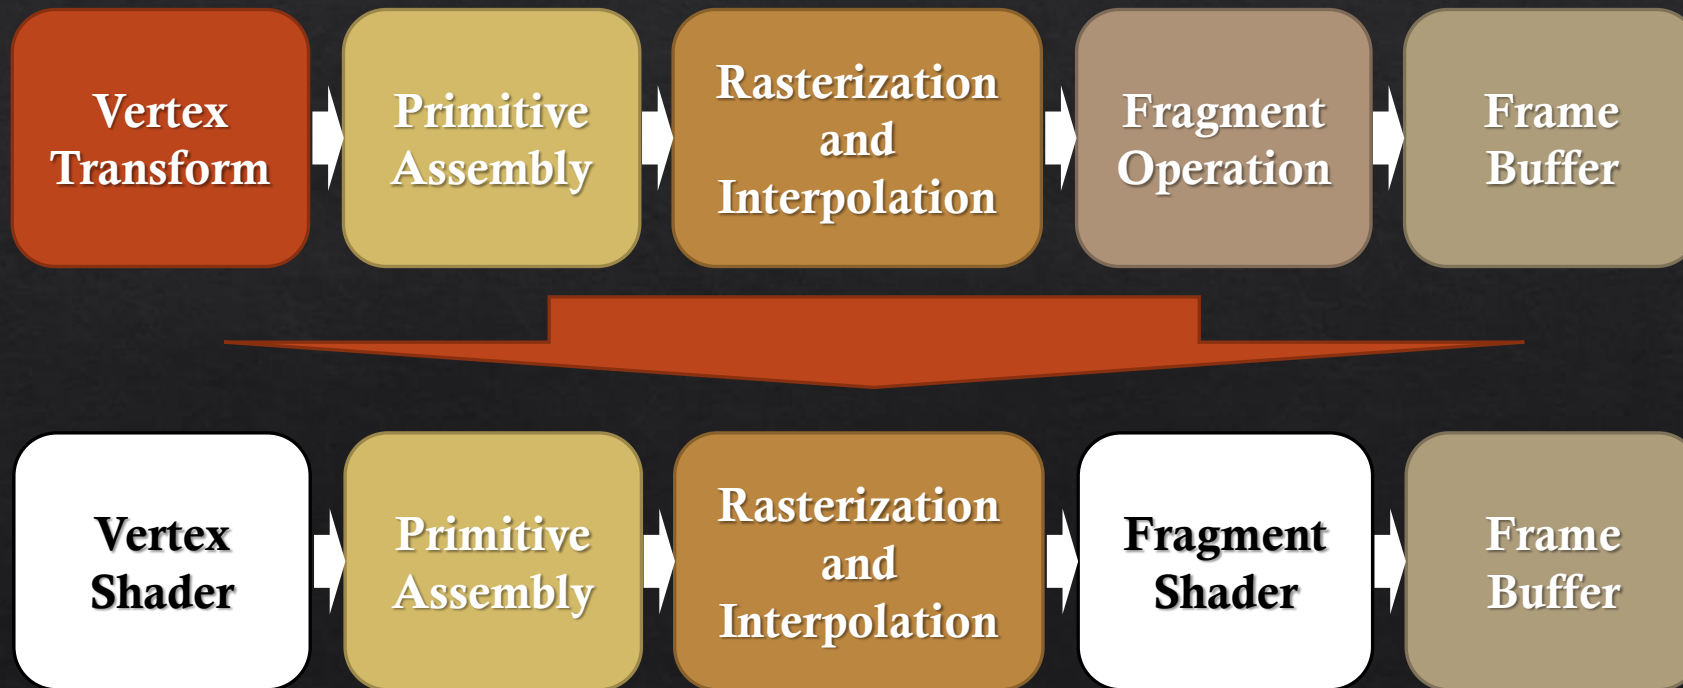 Vertex
Transform
Primitive
Assembly
Rasterization
and
Interpolation
Fragment
Operation
Frame
Buffer
Vertex
Shader
Primitive
Assembly
Rasterization
and
Interpolation
Fragment
Shader
Frame
Buffer